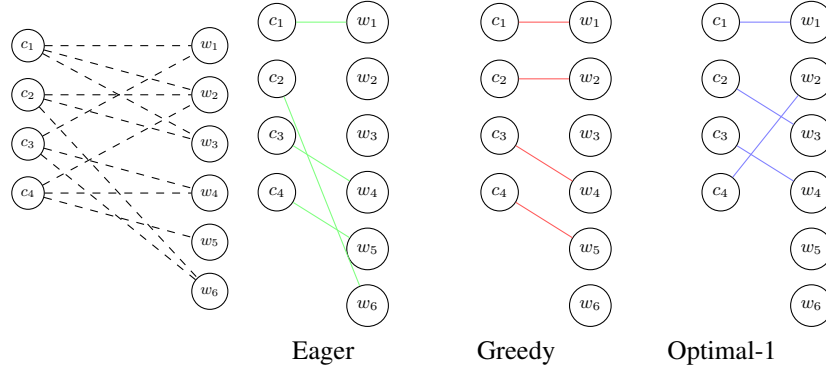 c1 w1 c1 w1 c1 w1 c1 w1
c2 w2 c2 w2 c2 w2 c2 w2
c3 w3 c3 w3 c3 w3 c3 w3
c4 w4 c4 w4 c4 w4 c4 w4
w5 w5 w5 w5
w6 w6 w6 w6
Eager Greedy Optimal-1